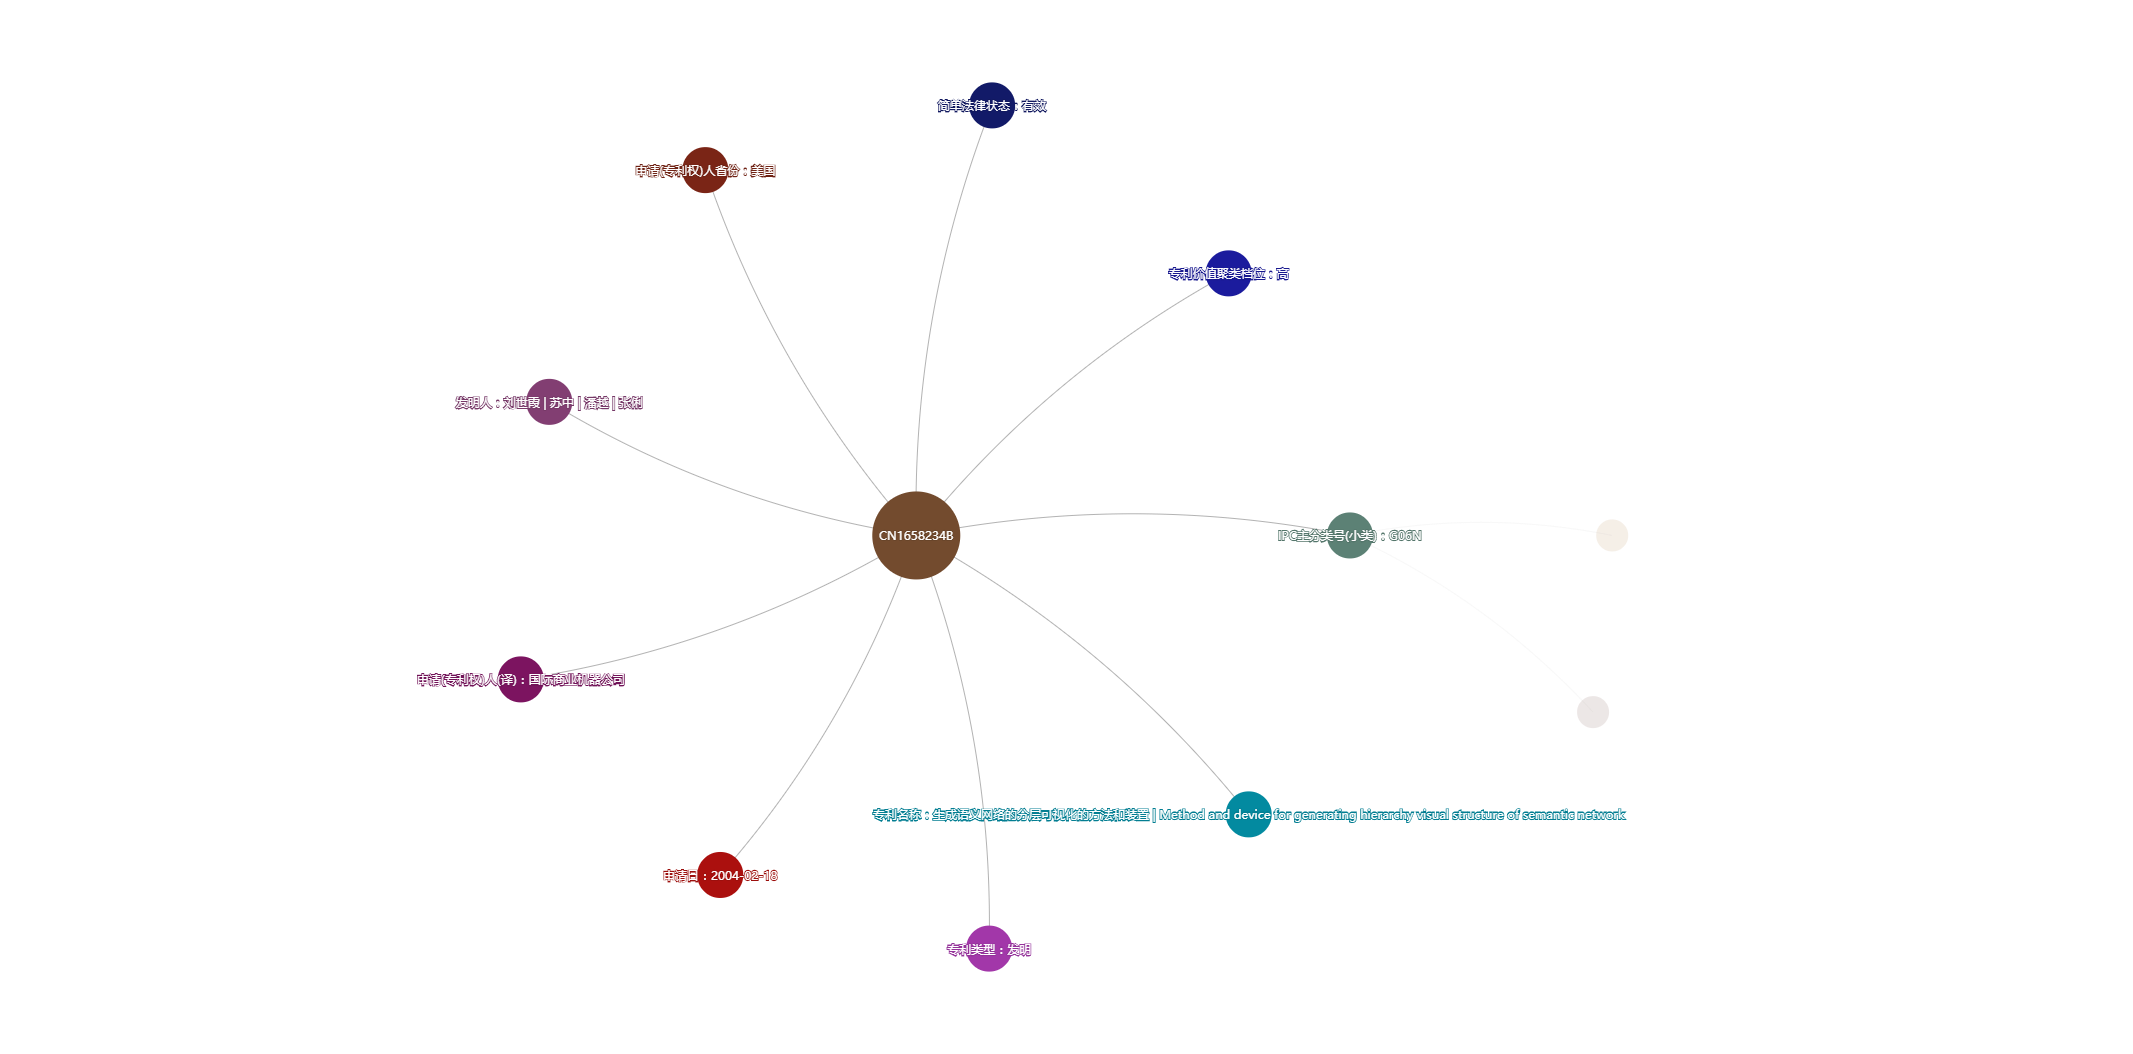 简单法律状态：有效
申请(专利权)人省份：美国
专利价值聚类档位：高
发明人：刘世霞 | 苏中 | 潘越 | 张俐
CN1658234B
IPC主分类号(小类)：G06N
申请(专利权)人(译)：国际商业机器公司
专利名称：生成语义网络的分层可视化的方法和装置 | Method and device for generating hierarchy visual structure of semantic network
申请日：2004-02-18
专利类型：发明